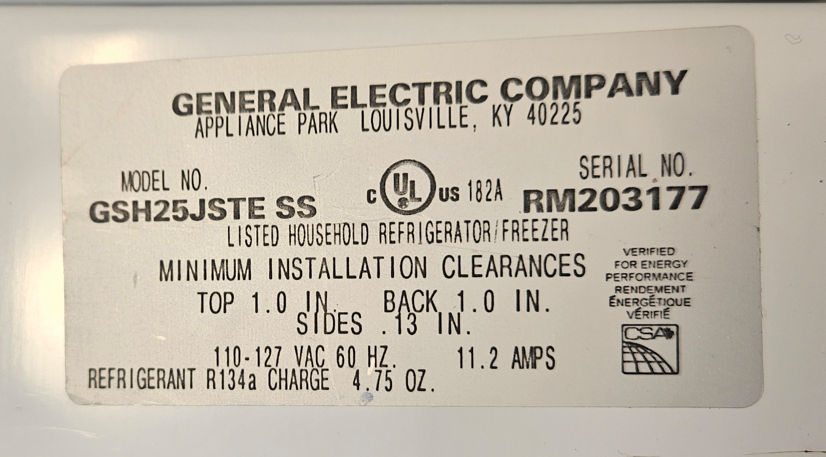 GENERAL ELECTRIC COMPANY
APPLIANCE PARK LOUISVILLE, KY 40225
MODEL NO.
GSH25JSTE SS
C UL US 182A
SERIAL NO.
RM203177
LISTED HOUSEHOLD REFRIGERATOR/FREEZER
MINIMUM INSTALLATION CLEARANCES
TOP 1.0 IN. BACK 1.0 IN.
SIDES .13 IN.
110-127 VAC 60 HZ. 11.2 AMPS
REFRIGERANT R134a CHARGE 4.75 OZ.
VERIFIED
FOR ENERGY
PERFORMANCE
RENDEMENT
ÉNERGÉTIQUE
VÉRIFIÉ
CSA